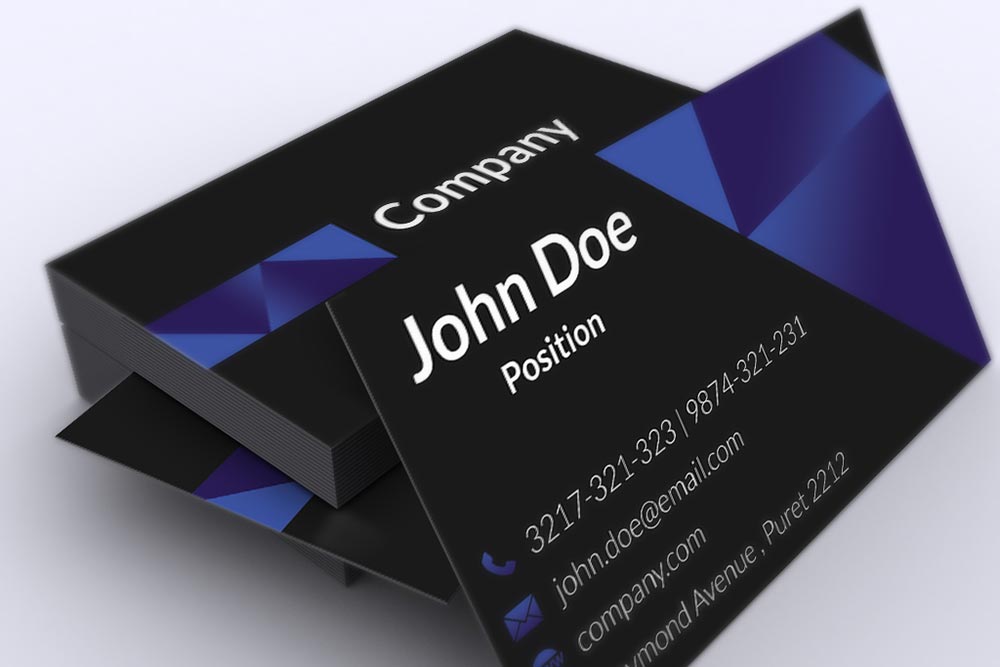 Company
John Doe
Position
3217-321-323 | 9874-321-231
john.doe@email.com
company.com
Avenue , Puret 2212